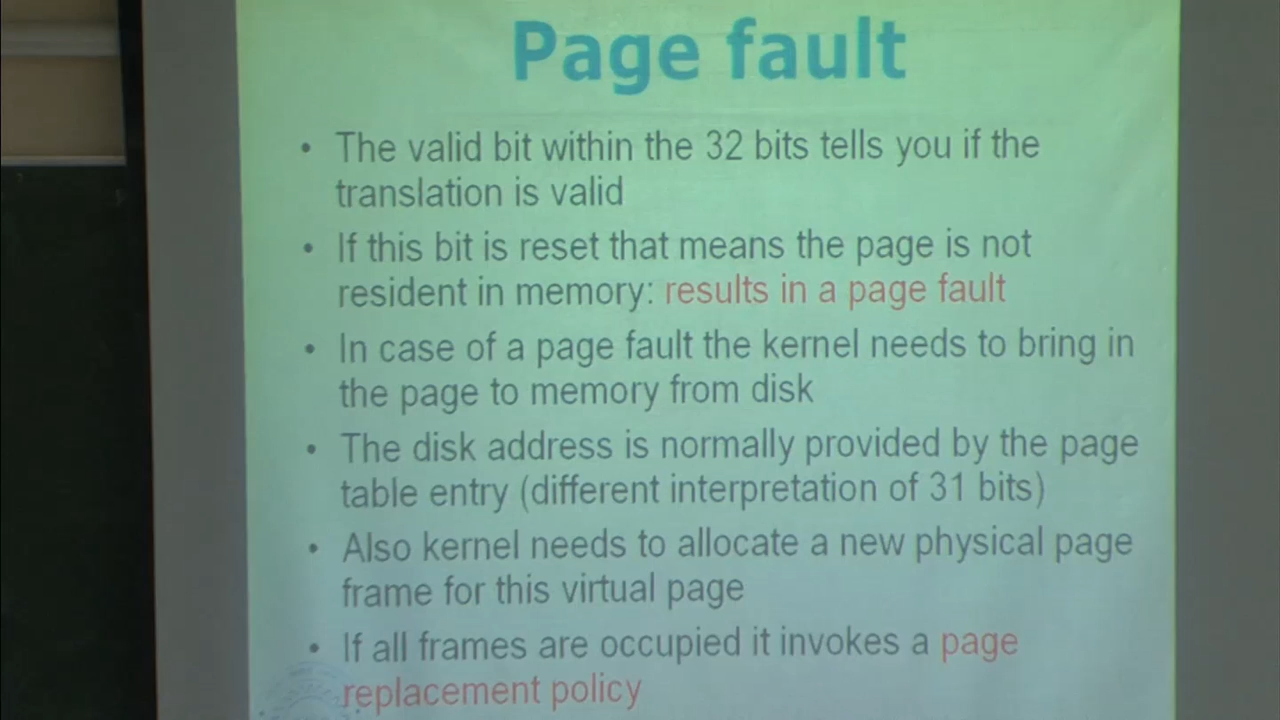 Page fault
• The valid bit within the 32 bits tells you if the
translation is valid
• If this bit is reset that means the page is not
resident in memory: results in a page fault
• In case of a page fault the kernel needs to bring in
the page to memory from disk
• The disk address is normally provided by the page
table entry (different interpretation of 31 bits)
• Also kernel needs to allocate a new physical page
frame for this virtual page
• If all frames are occupied it invokes a page
replacement policy